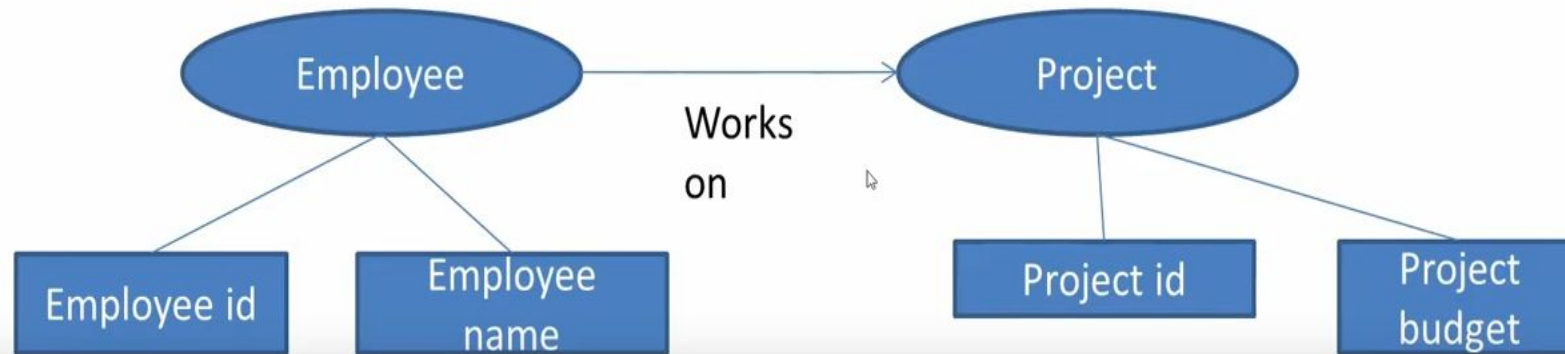 Employee
Project
Works
on
Employee id
Employee
name
Project id
Project
budget